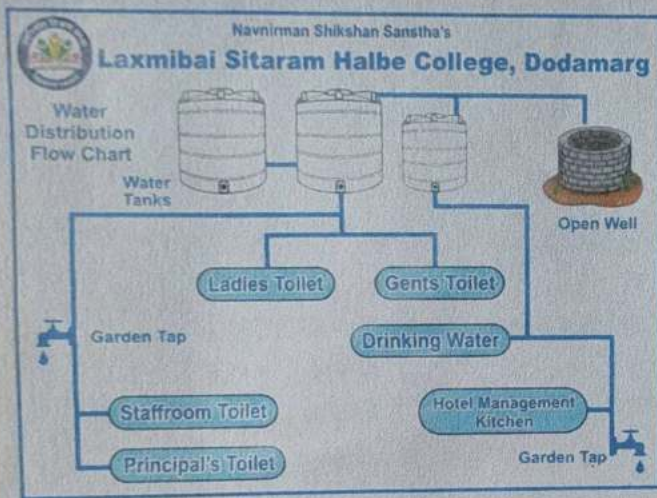 Navnirman Shikshan Sanstha's
Laxmibai Sitaram Halbe College, Dodamarg
Water
Distribution
Flow Chart
Water
Tanks
Open Well
Ladies Toilet
Gents Toilet
Garden Tap
Drinking Water
Staffroom Toilet
Hotel Management
Kitchen
Principal's Toilet
Garden Tap